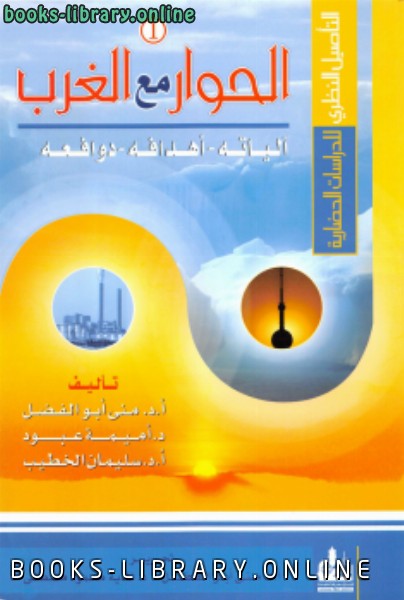 books-library.online
1
الحوار مع الغرب
آلياته - أهدافه - دوافعه
التأصيل النظري
للدراسات الحضارية
تأليف
أ.د. منى أبو الفضل
د. أميمة عبود
أ.د. سليمان الخطيب
BOOKS-LIBRARY.ONLINE